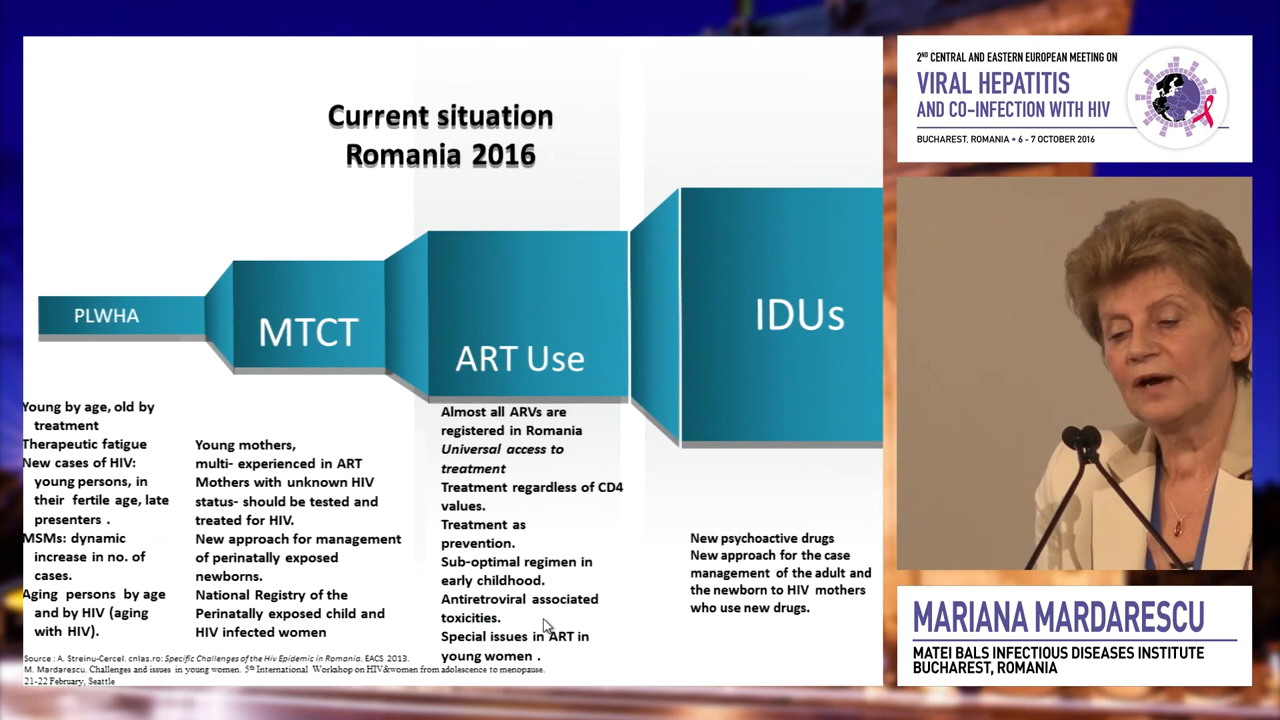 Current situation
Romania 2016
PLWHA
MTCT
ART Use
IDUs
Young by age, old by
treatment
Therapeutic fatigue
New cases of HIV:
young persons, in
their fertile age, late
presenters .
MSMs: dynamic
increase in no. of
cases.
Aging persons by age
and by HIV (aging
with HIV).
Young mothers,
multi- experienced in ART
Mothers with unknown HIV
status- should be tested and
treated for HIV.
New approach for management
of perinatally exposed
newborns.
National Registry of the
Perinatally exposed child and
HIV infected women
Almost all ARVs are
registered in Romania
Universal access to
treatment
Treatment regardless of CD4
values.
Treatment as
prevention.
Sub-optimal regimen in
early childhood.
Antiretroviral associated
toxicities.
Special issues in ART in
young women .
New psychoactive drugs
New approach for the case
management of the adult and
the newborn to HIV mothers
who use new drugs.
Source : A. Streinu-Cercel. cnlas.ro: Specific Challenges of the Hiv Epidemic in Romania. EACS 2013.
M. Mardarescu. Challenges and issues in young women. 5th International Workshop on HIV&women from adolescence to menopause.
21-22 February, Seattle
2ND CENTRAL AND EASTERN EUROPEAN MEETING ON
VIRAL HEPATITIS
AND CO-INFECTION WITH HIV
BUCHAREST, ROMANIA • 6 - 7 OCTOBER 2016
MARIANA MARDARESCU
MATEI BALS INFECTIOUS DISEASES INSTITUTE
BUCHAREST, ROMANIA